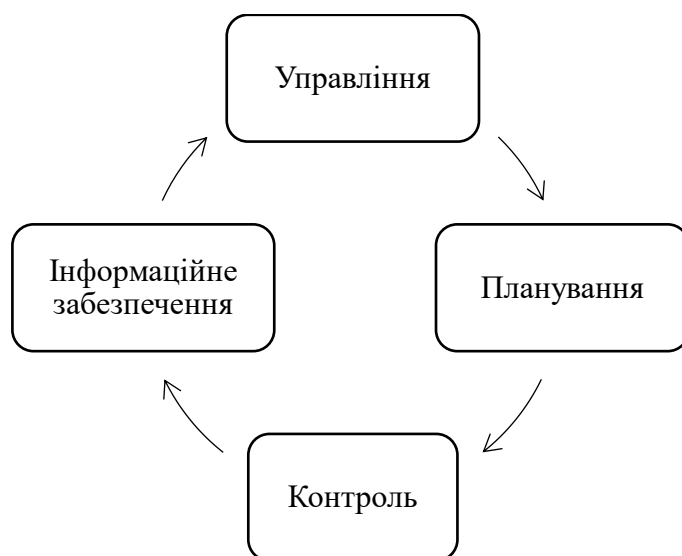 Управління
Інформаційне
забезпечення
Планування
Контроль